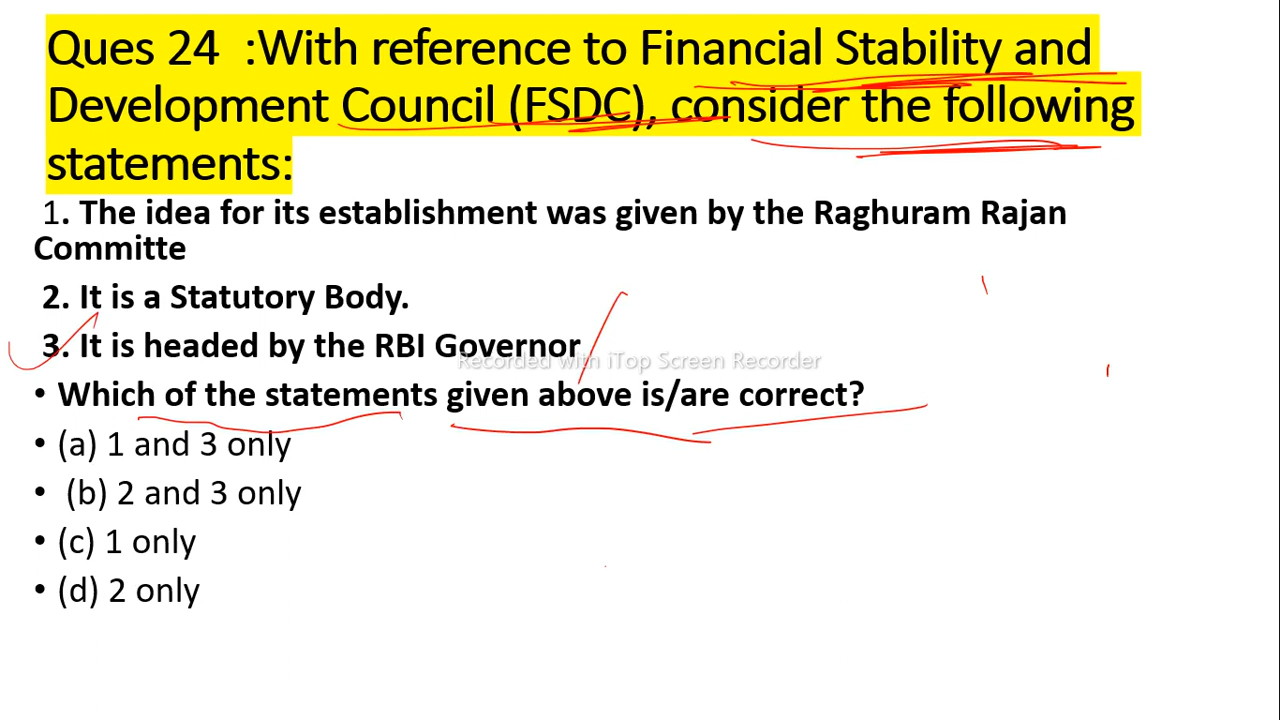 Ques 24  :With reference to Financial Stability and
Development Council (FSDC), consider the following
statements:
1. The idea for its establishment was given by the Raghuram Rajan
Committe
2. It is a Statutory Body.
3. It is headed by the RBI Governor
Recorded with iTop Screen Recorder
• Which of the statements given above is/are correct?
• (a) 1 and 3 only
• (b) 2 and 3 only
• (c) 1 only
• (d) 2 only